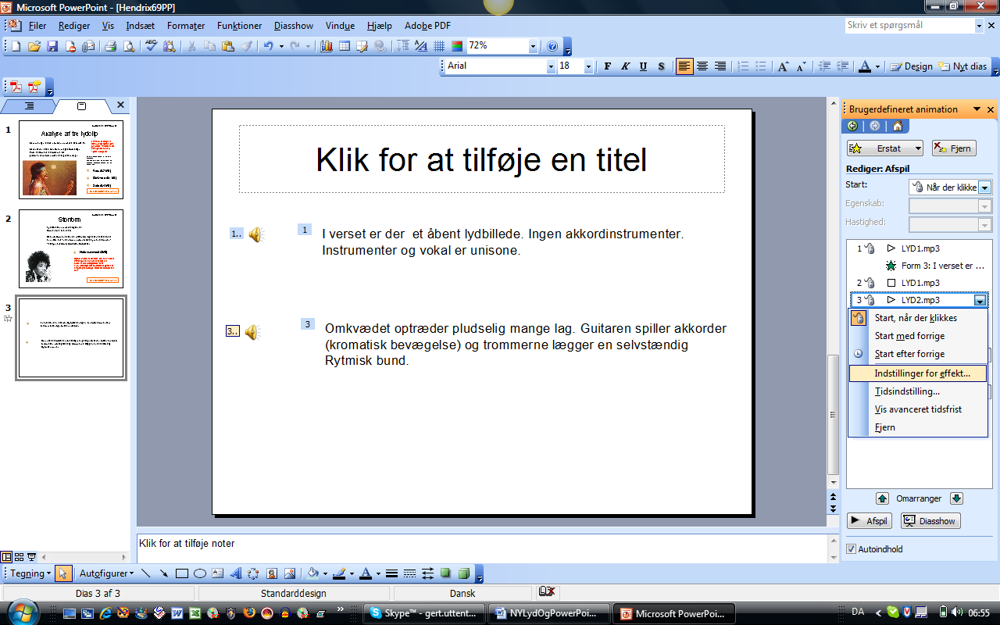 Microsoft PowerPoint - [Hendrix69PP]
Filer Rediger Vis Indsæt Formater Funktioner Diasshow Vindue Hjælp Adobe PDF
Skriv et spørgsmål
72%
Arial 18 F K U S Design Nyt dias
Brugerdefineret animation
Erstat Fjern
Rediger: Afspil
Start: Når der klikke
Egenskab:
Hastighed:
1 LYD1.mp3
Form 3: I verset er ...
2 LYD1.mp3
3 LYD2.mp3
Start, når der klikkes
Start med forrige
Start efter forrige
Indstillinger for effekt...
Tidsindstilling...
Vis avanceret tidsfrist
Fjern
Omarranger
Afspil Diasshow
Autoindhold
1
Analyse af tre lydclip
2
Storform
3
Klik for at tilføje en titel
1.. 1 I verset er der et åbent lydbillede. Ingen akkordinstrumenter.
Instrumenter og vokal er unisone.
3.. 3 Omkvædet optræder pludselig mange lag. Guitaren spiller akkorder
(kromatisk bevægelse) og trommerne lægger en selvstændig
Rytmisk bund.
Klik for at tilføje noter
Tegning Autofigurer
Dias 3 af 3 Standarddesign Dansk
Skype™ - gert.uttent... NYLydOgPowerPoi... Microsoft PowerPoi... DA 06:55